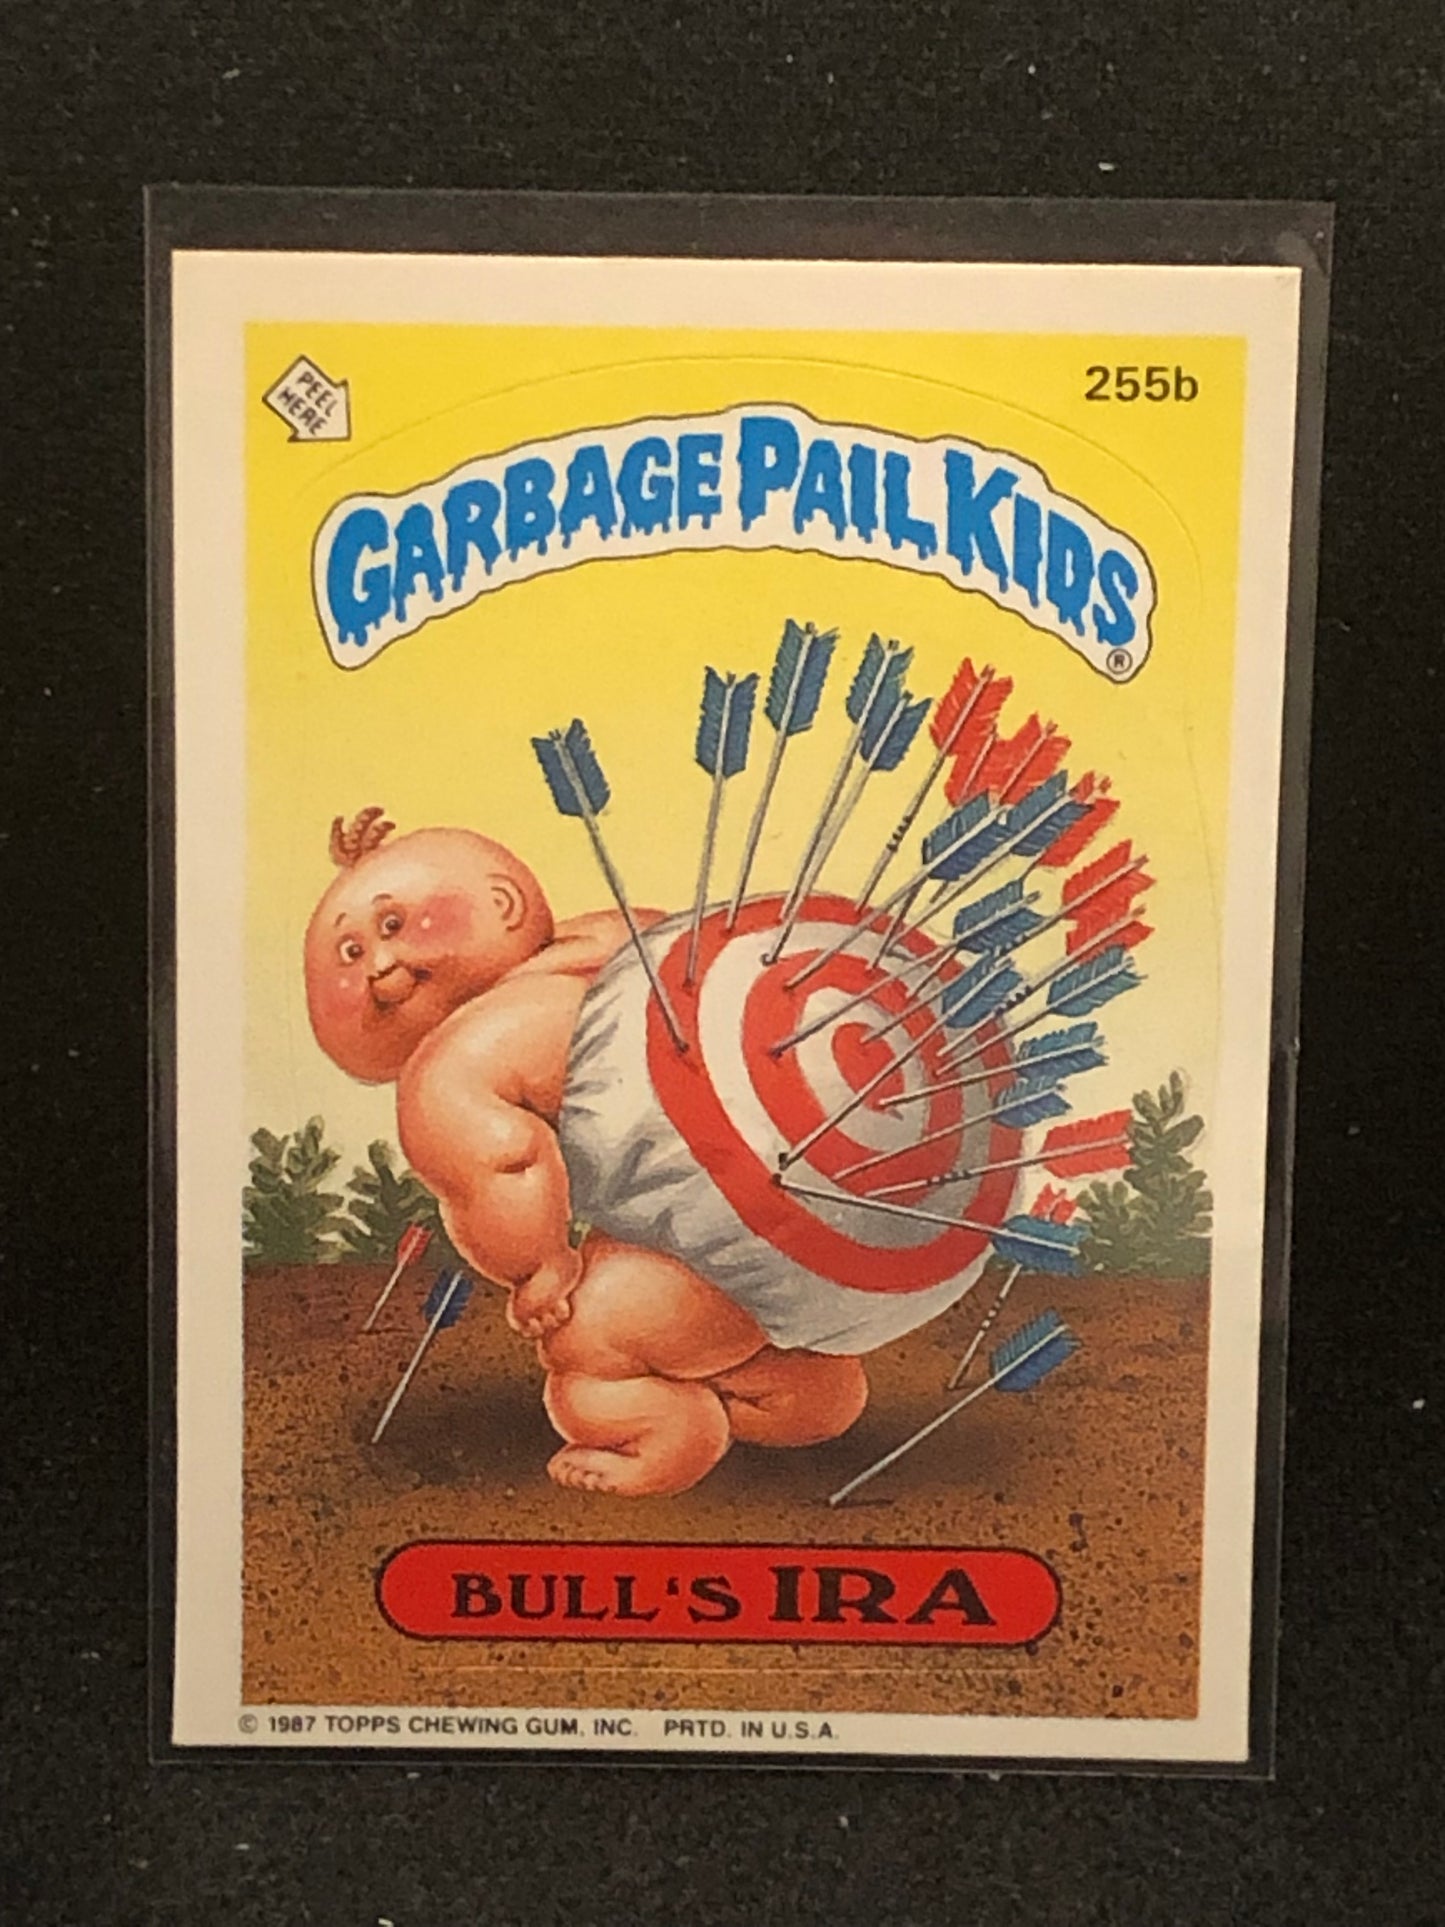 PEEL
HERE
255b
GARBAGE PAIL KIDS
®
BULL'S IRA
© 1987 TOPPS CHEWING GUM, INC. PRTD. IN U.S.A.